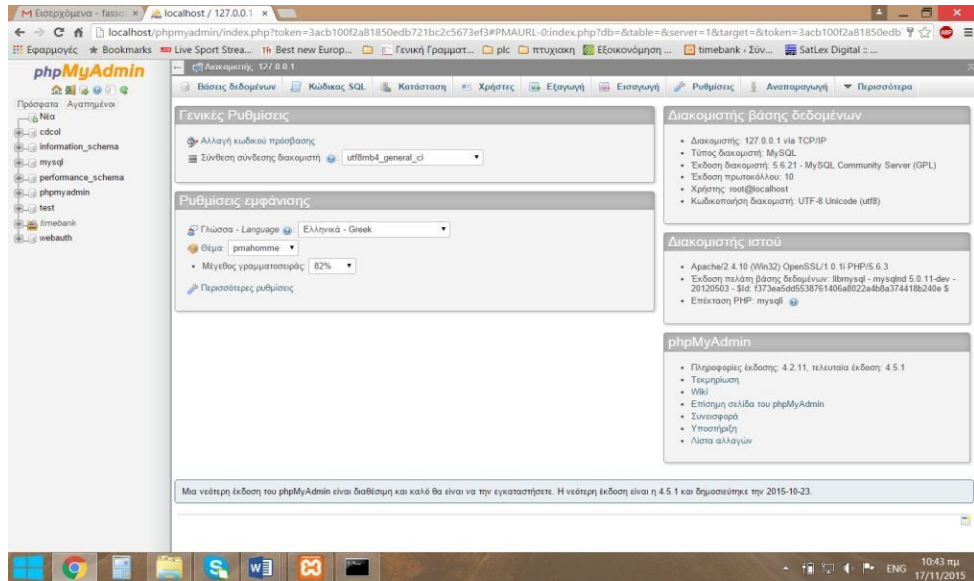 Εισερχόμενα - fasso
localhost / 127.0.0.1
localhost/phpmyadmin/index.php?token=3acb100f2a81850edb721bc2c5673ef3#PMAURL-0:index.php?db=&table=&server=1&target=&token=3acb100f2a81850edb
Εφαρμογές Bookmarks Live Sport Strea... Best new Europ... Γενική Γραμματ... plc πτυχιακη Εξοικονόμηση ... timebank › Σύν... SatLex Digital :: ...
phpMyAdmin
Πρόσφατα Αγαπημένοι
Νέα
cdcol
information_schema
mysql
performance_schema
phpmyadmin
test
timebank
webauth
Διακομιστής: 127.0.0.1
Βάσεις δεδομένων Κώδικας SQL Κατάσταση Χρήστες Εξαγωγή Εισαγωγή Ρυθμίσεις Αναπαραγωγή Περισσότερα
Γενικές Ρυθμίσεις
Αλλαγή κωδικού πρόσβασης
Σύνθεση σύνδεσης διακομιστή : utf8mb4_general_ci
Ρυθμίσεις εμφάνισης
Γλώσσα - Language : Ελληνικά - Greek
Θέμα: pmahomme
Μέγεθος γραμματοσειράς: 82%
Περισσότερες ρυθμίσεις
Διακομιστής βάσης δεδομένων
Διακομιστής: 127.0.0.1 via TCP/IP
Τύπος διακομιστή: MySQL
Έκδοση διακομιστή: 5.6.21 - MySQL Community Server (GPL)
Έκδοση πρωτοκόλλου: 10
Χρήστης: root@localhost
Κωδικοποίηση διακομιστή: UTF-8 Unicode (utf8)
Διακομιστής ιστού
Apache/2.4.10 (Win32) OpenSSL/1.0.1i PHP/5.6.3
Έκδοση πελάτη βάσης δεδομένων: libmysql - mysqlnd 5.0.11-dev -
20120503 - $Id: f373ea5dd5538761406a8022a4b8a374418b240e $
Επέκταση PHP: mysqli
phpMyAdmin
Πληροφορίες έκδοσης: 4.2.11, τελευταία έκδοση: 4.5.1
Τεκμηρίωση
Wiki
Επίσημη σελίδα του phpMyAdmin
Συνεισφορά
Υποστήριξη
Λίστα αλλαγών
Μια νεότερη έκδοση του phpMyAdmin είναι διαθέσιμη και καλό θα είναι να την εγκαταστήσετε. Η νεότερη έκδοση είναι η 4.5.1 και δημοσιεύτηκε την 2015-10-23.
ENG
10:43 πμ
17/11/2015